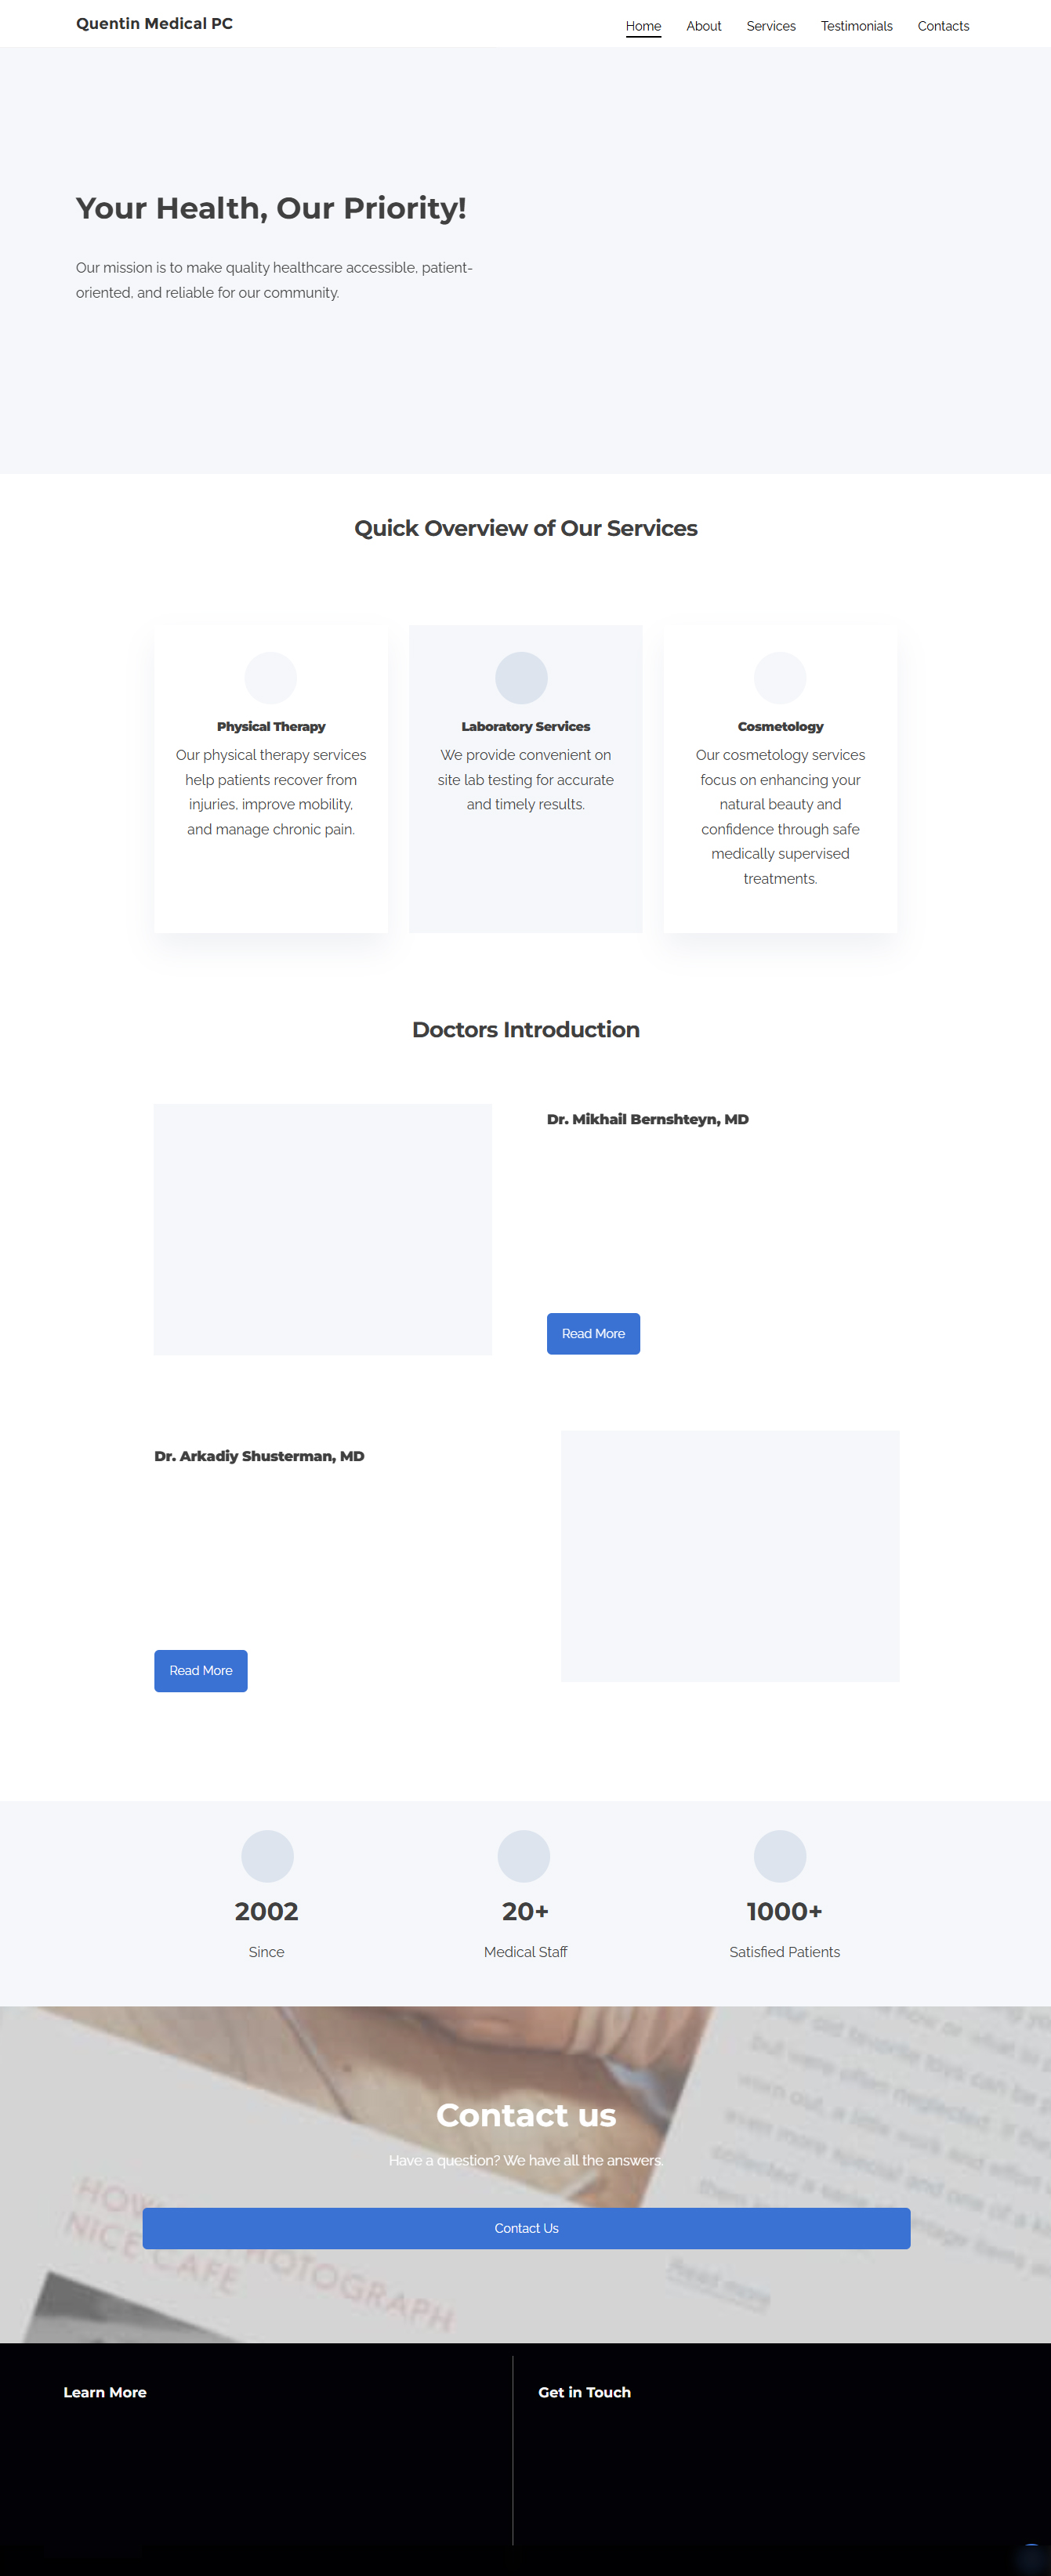 Quentin Medical PC
Home
About
Services
Testimonials
Contacts
Your Health, Our Priority!
Our mission is to make quality healthcare accessible, patient-
oriented, and reliable for our community.
Quick Overview of Our Services
Physical Therapy
Our physical therapy services
help patients recover from
injuries, improve mobility,
and manage chronic pain.
Laboratory Services
We provide convenient on
site lab testing for accurate
and timely results.
Cosmetology
Our cosmetology services
focus on enhancing your
natural beauty and
confidence through safe
medically supervised
treatments.
Doctors Introduction
Dr. Mikhail Bernshteyn, MD
Read More
Dr. Arkadiy Shusterman, MD
Read More
2002
Since
20+
Medical Staff
1000+
Satisfied Patients
Contact us
Have a question? We have all the answers.
Contact Us
NICE CAFE
Read more
Learn More
Get in Touch